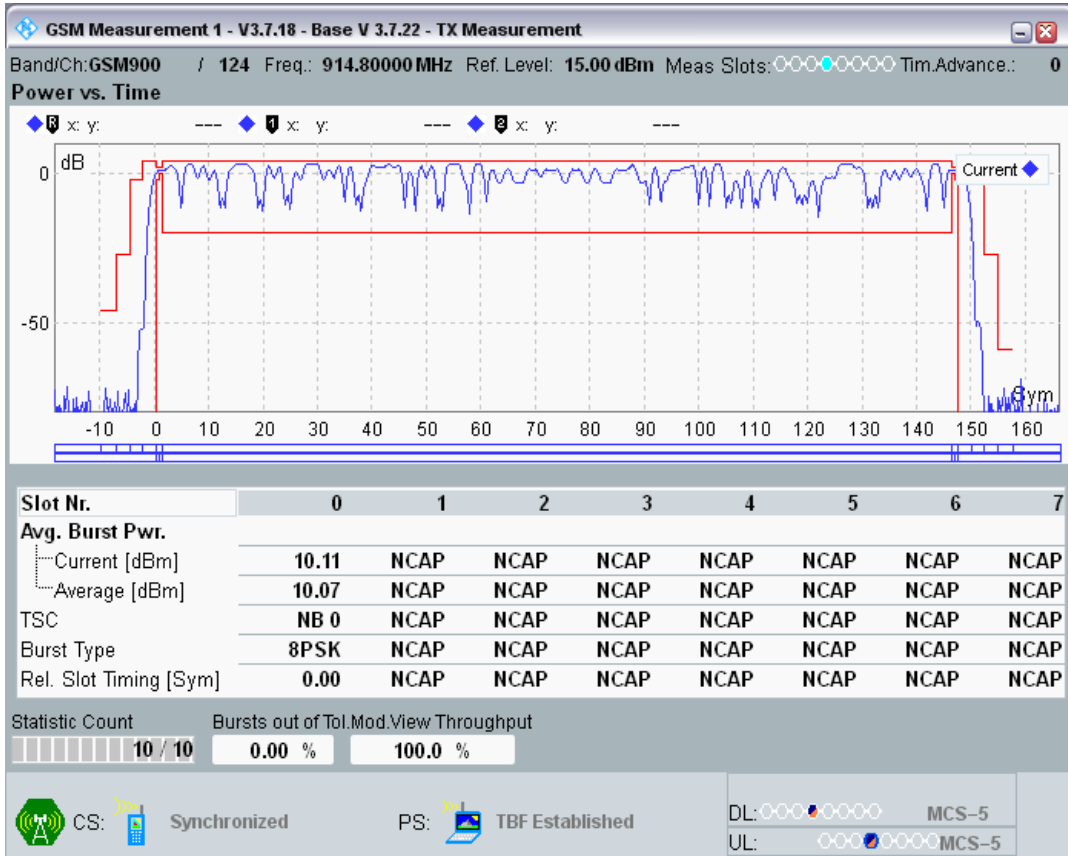 GSM Measurement 1 - V3.7.18 - Base V 3.7.22 - TX Measurement
Band/Ch:GSM900 / 124 Freq.: 914.80000 MHz Ref. Level: 15.00 dBm Meas Slots: Tim.Advance.: 0
Power vs. Time
R x: y: --- 1 x: y: --- 2 x: y: ---
dB
0
Current
-50
Sym
-10 0 10 20 30 40 50 60 70 80 90 100 110 120 130 140 150 160
Slot Nr. 0 1 2 3 4 5 6 7
Avg. Burst Pwr.
Current [dBm] 10.11 NCAP NCAP NCAP NCAP NCAP NCAP NCAP
Average [dBm] 10.07 NCAP NCAP NCAP NCAP NCAP NCAP NCAP
TSC NB 0 NCAP NCAP NCAP NCAP NCAP NCAP NCAP
Burst Type 8PSK NCAP NCAP NCAP NCAP NCAP NCAP NCAP
Rel. Slot Timing [Sym] 0.00 NCAP NCAP NCAP NCAP NCAP NCAP NCAP
Statistic Count Bursts out of Tol.Mod.View Throughput
10 / 10 0.00 % 100.0 %
CS: Synchronized PS: TBF Established
DL: MCS-5
UL: MCS-5